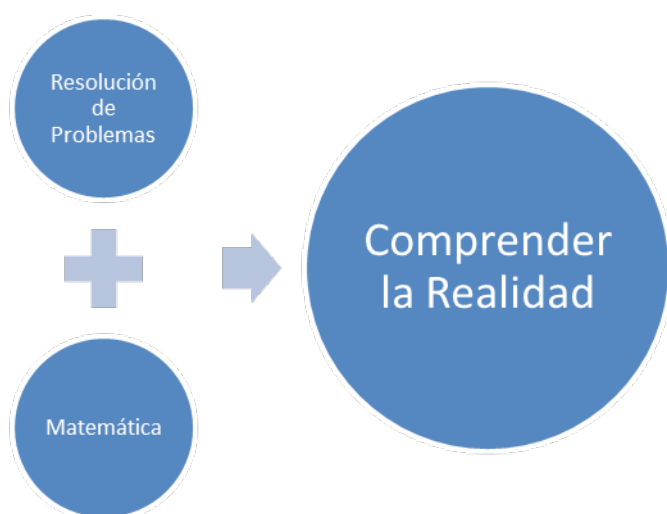 Resolución
de
Problemas
Matemática
Comprender
la Realidad